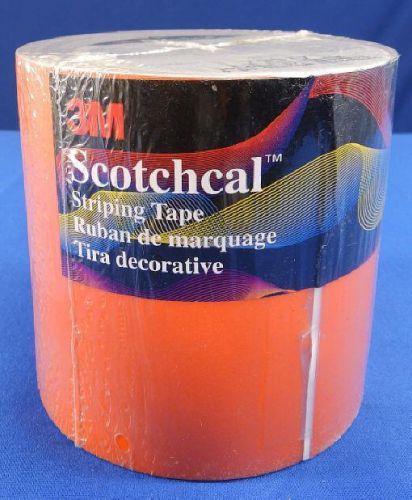 3M
Scotchcal™
Striping Tape
Ruban de marquage
Tira decorative